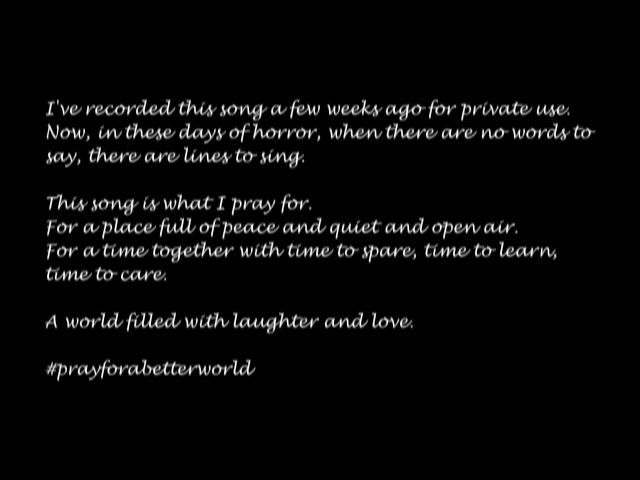 I've recorded this song a few weeks ago for private use.
Now, in these days of horror, when there are no words to
say, there are lines to sing.
This song is what I pray for.
For a place full of peace and quiet and open air.
For a time together with time to spare, time to learn,
time to care.
A world filled with laughter and love.
#prayforabetterworld